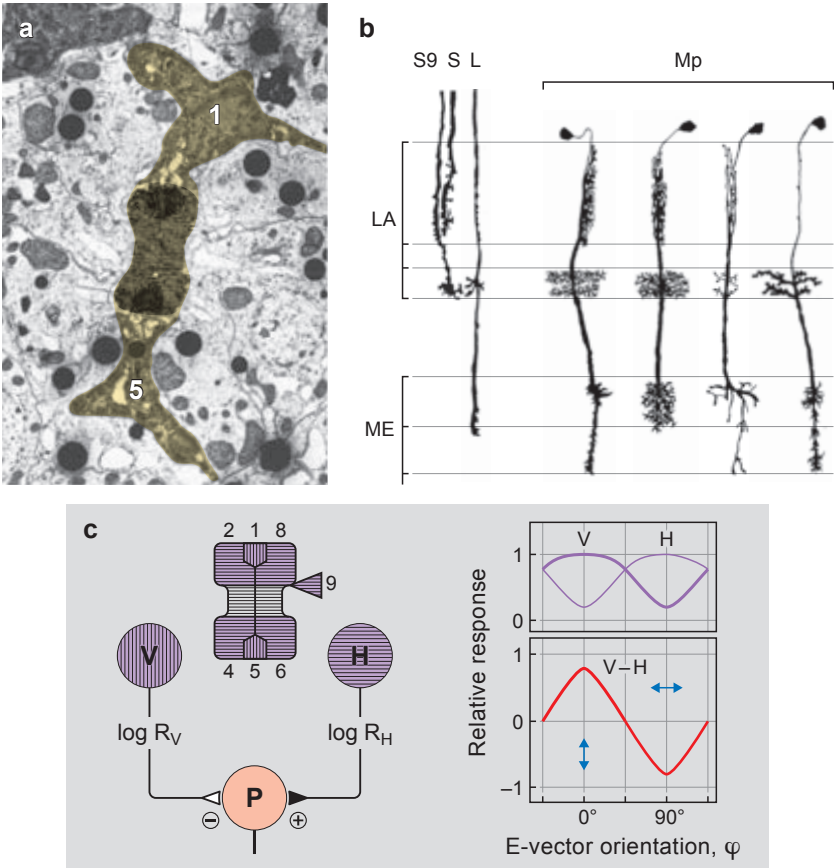 a
1
5
b
S9 S L
Mp
LA
ME
c
2 1 8
9
4 5 6
V
H
log R_V
log R_H
P
−
+
Relative response
V
H
1
0
V–H
1
0
−1
0°
90°
E-vector orientation, φ